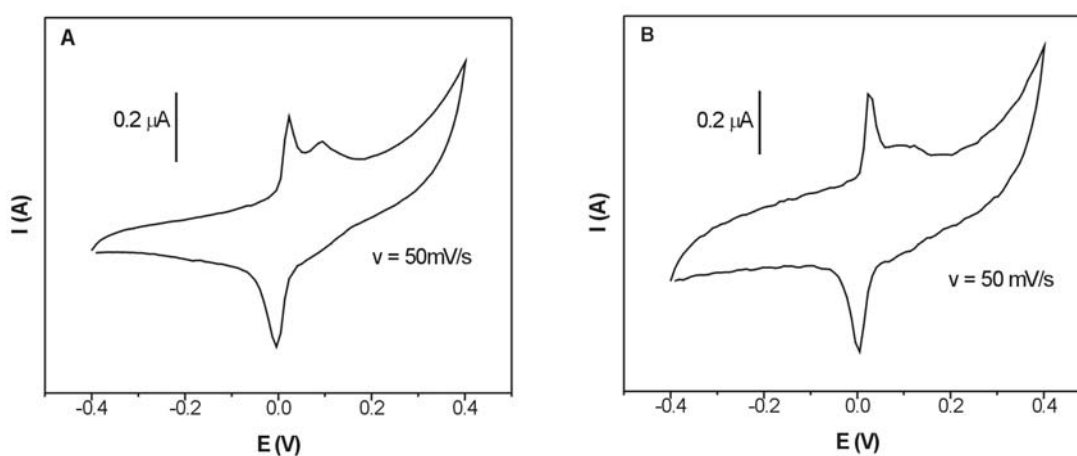 A
0.2 μA
I (A)
v = 50mV/s
-0.4 -0.2 0.0 0.2 0.4
E (V)
B
0.2 μA
I (A)
v = 50 mV/s
-0.4 -0.2 0.0 0.2 0.4
E (V)